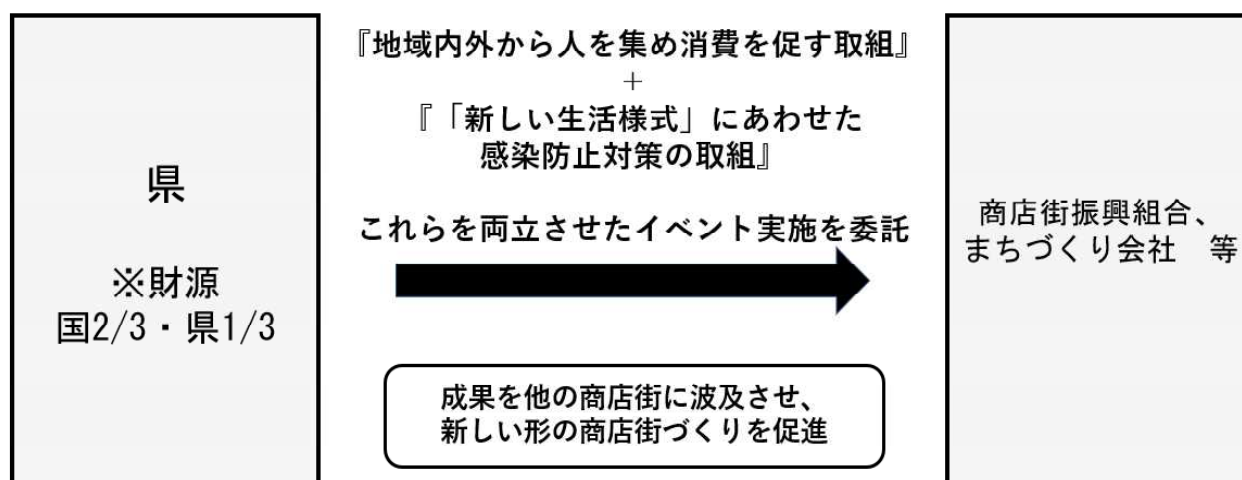 県
※財源
国2/3・県1/3
『地域内外から人を集め消費を促す取組』
+
『「新しい生活様式」にあわせた
感染防止対策の取組』
これらを両立させたイベント実施を委託
成果を他の商店街に波及させ、
新しい形の商店街づくりを促進
商店街振興組合、
まちづくり会社　等